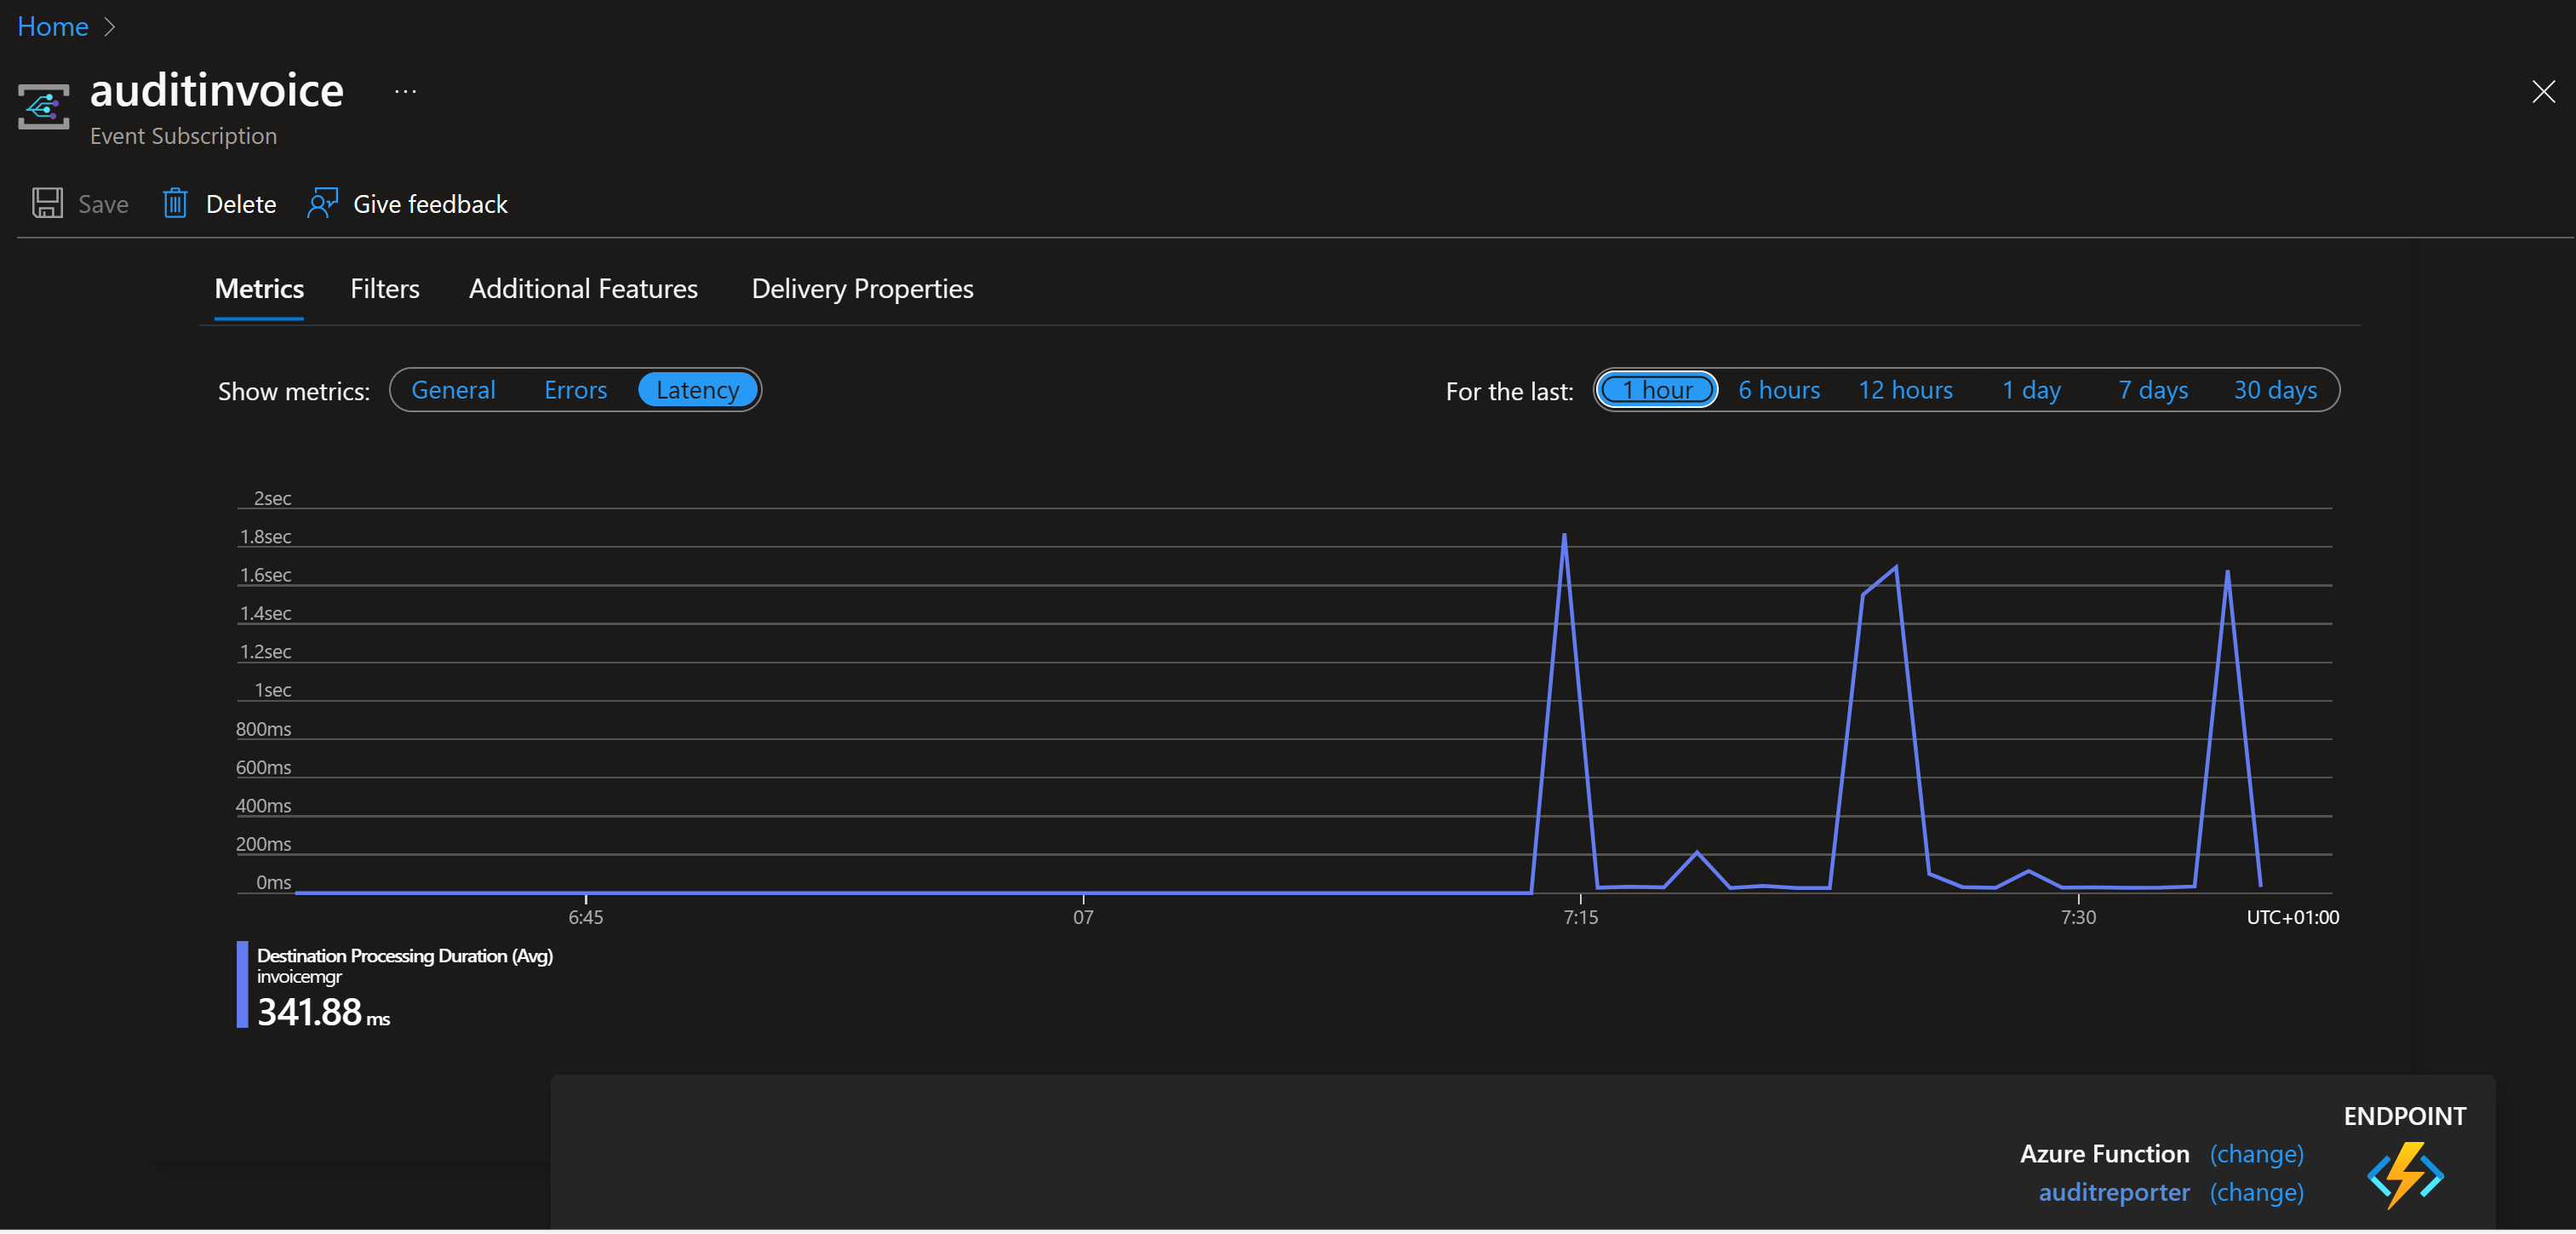 Home
auditinvoice ...
Event Subscription
Save Delete Give feedback
Metrics Filters Additional Features Delivery Properties
Show metrics: General Errors Latency For the last: 1 hour 6 hours 12 hours 1 day 7 days 30 days
2sec
1.8sec
1.6sec
1.4sec
1.2sec
1sec
800ms
600ms
400ms
200ms
0ms
6:45 07 7:15 7:30 UTC+01:00
Destination Processing Duration (Avg)
invoicemgr
341.88 ms
ENDPOINT
Azure Function (change)
auditreporter (change)